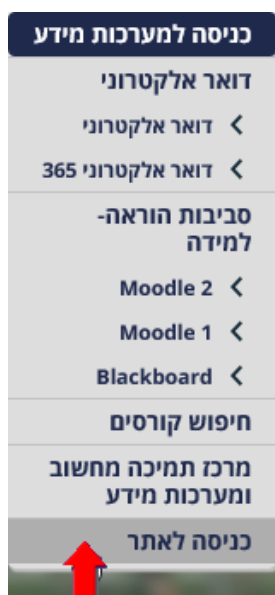 כניסה למערכות מידע
דואר אלקטרוני
דואר אלקטרוני
דואר אלקטרוני 365
סביבות הוראה-
למידה
Moodle 2
Moodle 1
Blackboard
חיפוש קורסים
מרכז תמיכה מחשוב
ומערכות מידע
כניסה לאתר